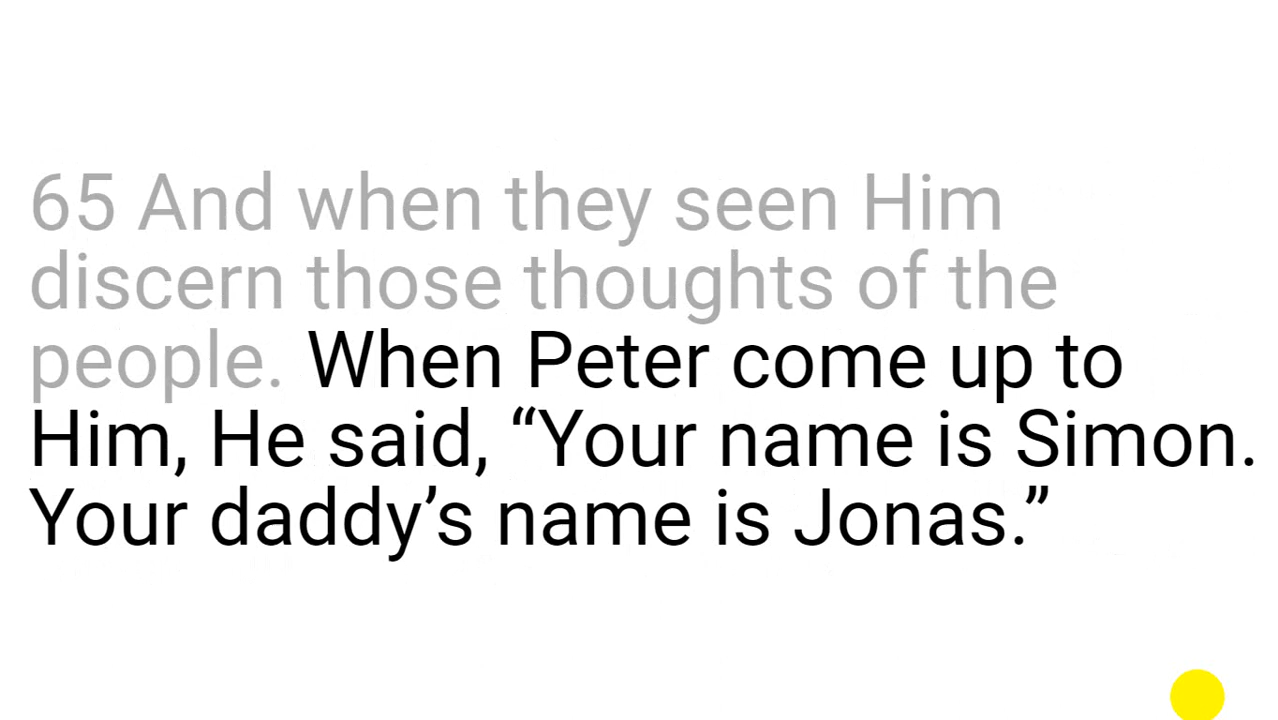 65 And when they seen Him
discern those thoughts of the
people. When Peter come up to
Him, He said, “Your name is Simon.
Your daddy’s name is Jonas.”